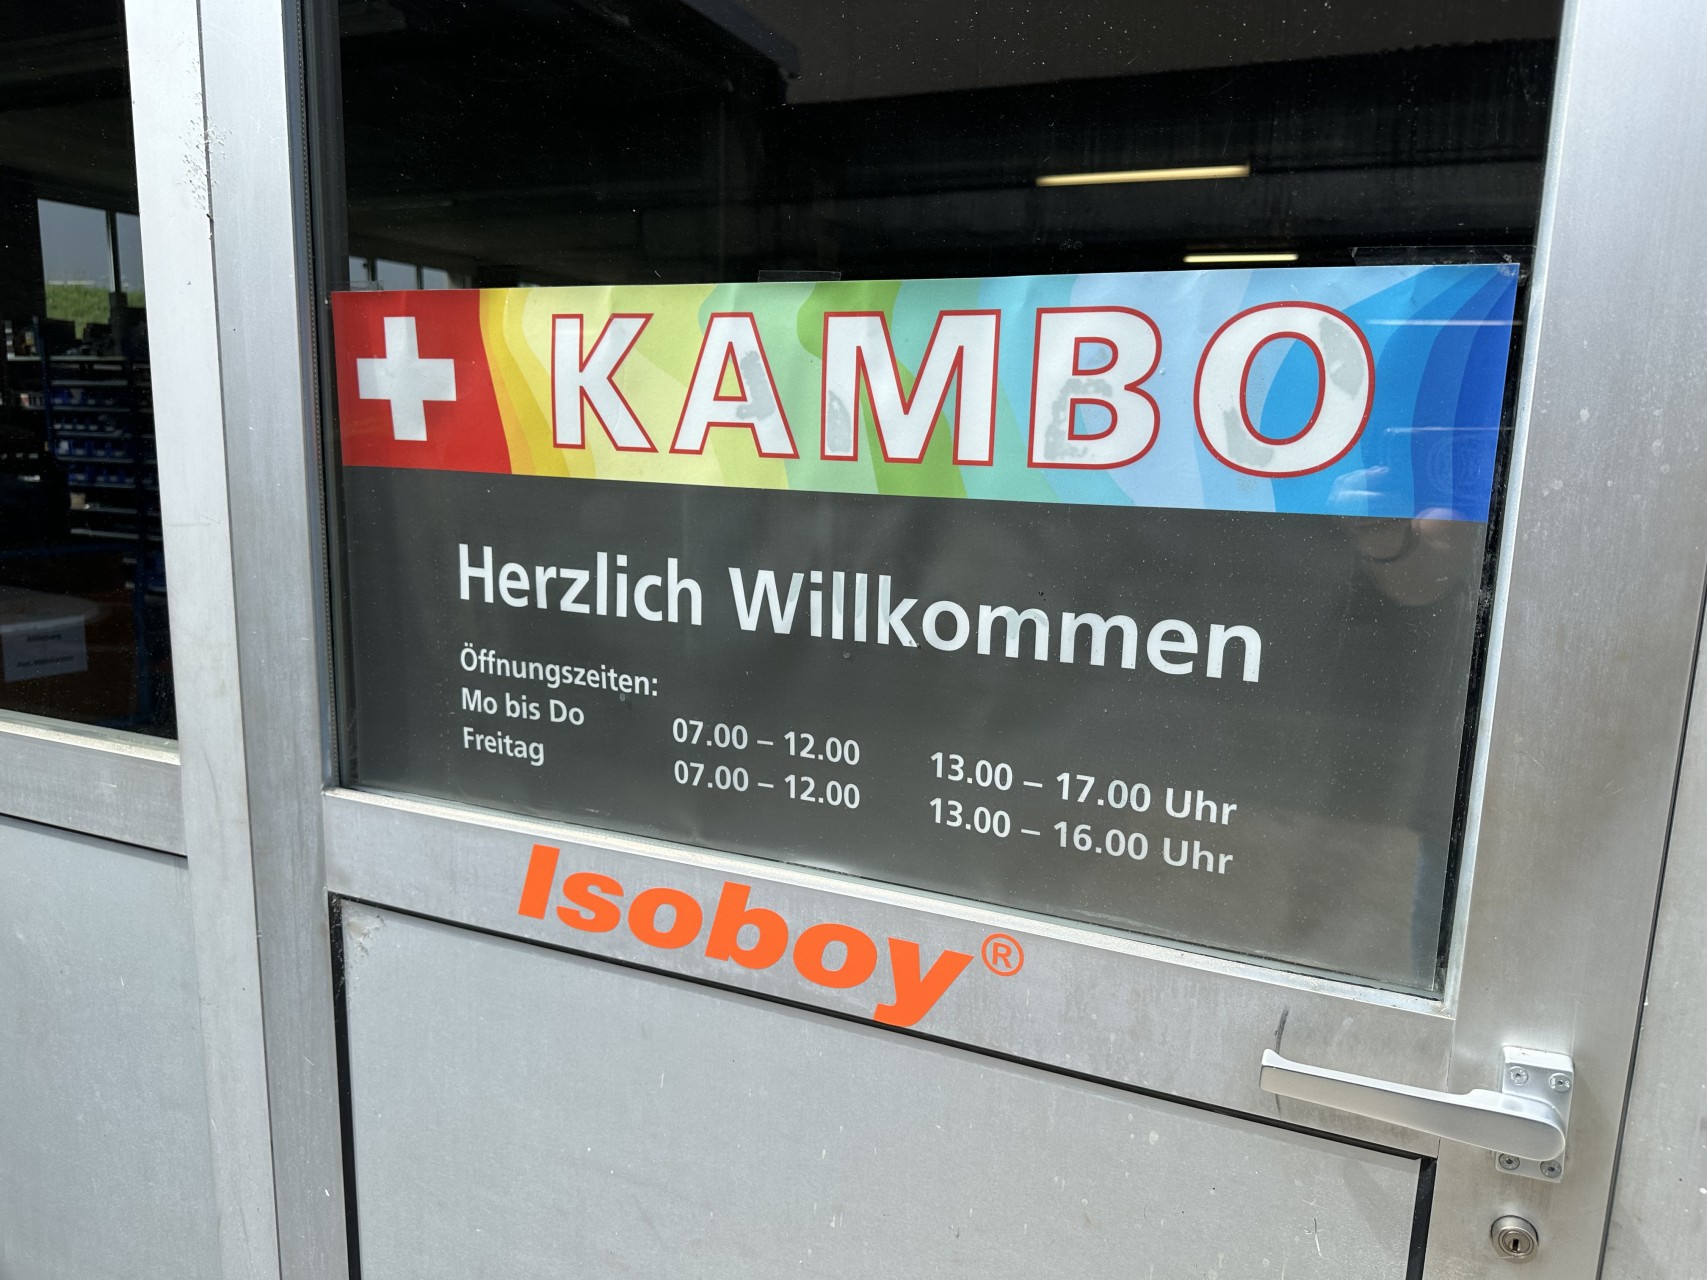 KAMBO
Herzlich Willkommen
Öffnungszeiten:
Mo bis Do 07.00 – 12.00 13.00 – 17.00 Uhr
Freitag 07.00 – 12.00 13.00 – 16.00 Uhr
Isoboy®